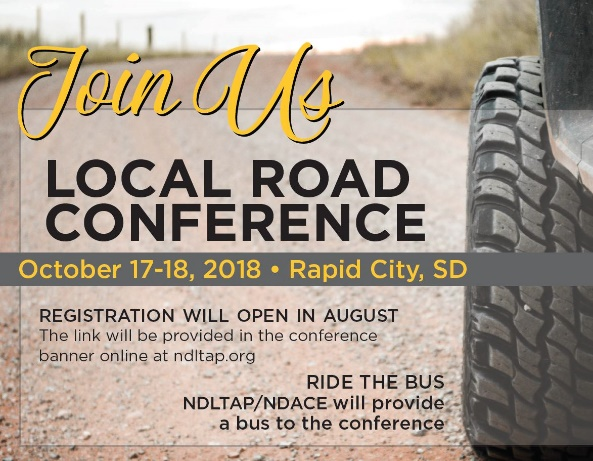 Join Us
LOCAL ROAD
CONFERENCE
October 17-18, 2018 • Rapid City, SD
REGISTRATION WILL OPEN IN AUGUST
The link will be provided in the conference
banner online at ndltap.org
RIDE THE BUS
NDLTAP/NDACE will provide
a bus to the conference